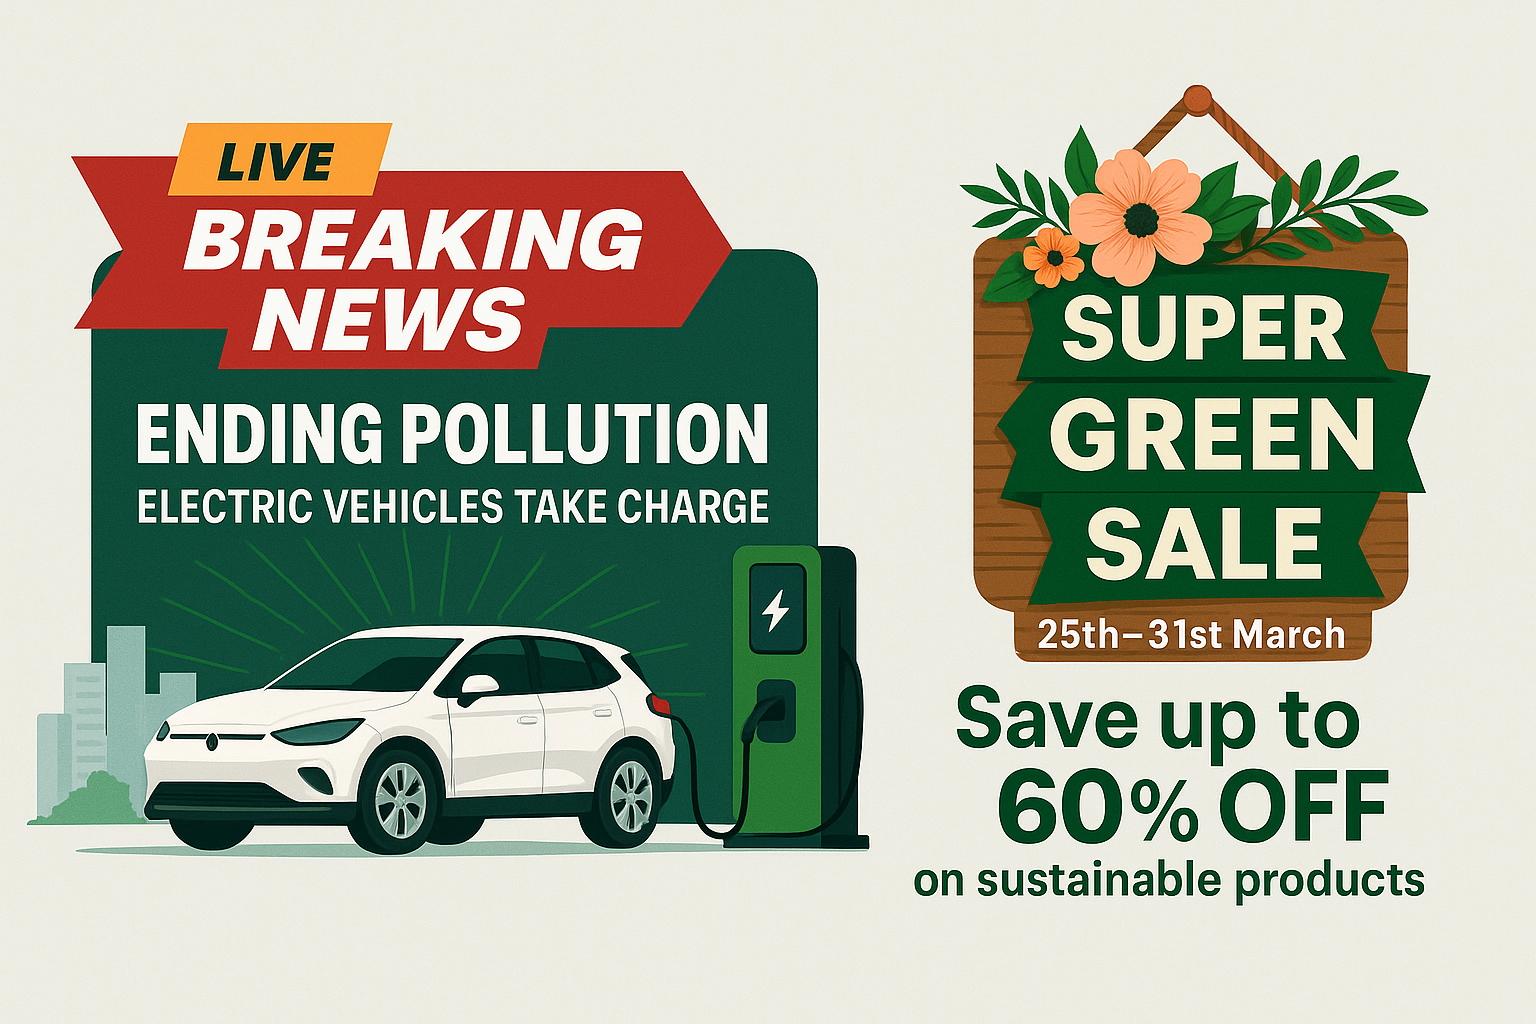 LIVE
BREAKING
NEWS
ENDING POLLUTION
ELECTRIC VEHICLES TAKE CHARGE
SUPER
GREEN
SALE
25th–31st March
Save up to
60% OFF
on sustainable products